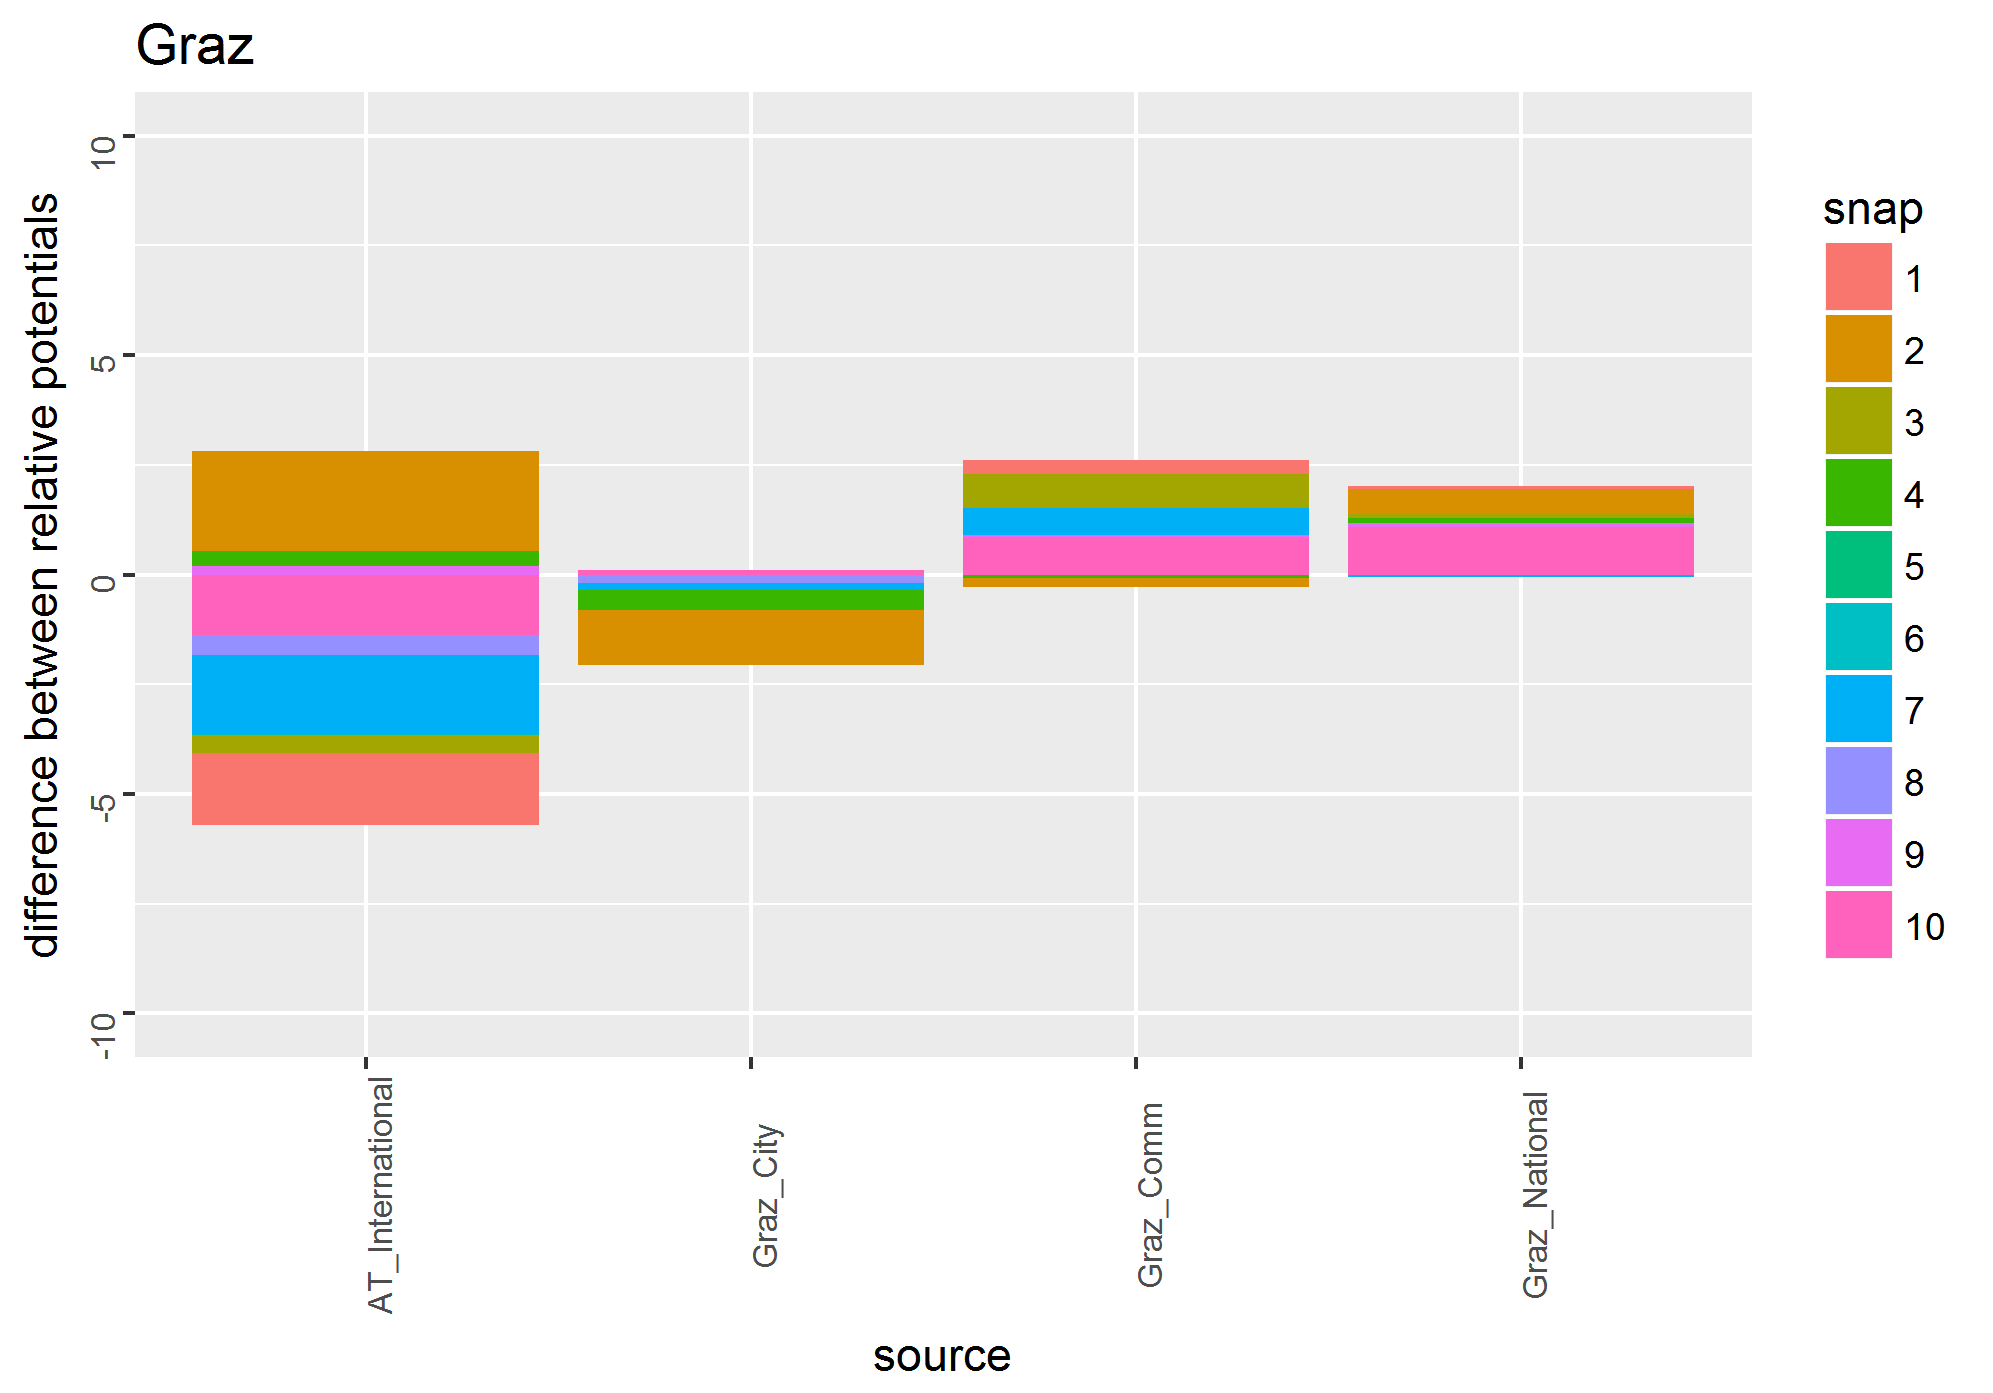 Graz
difference between relative potentials
10
5
0
-5
-10
AT_International
Graz_City
Graz_Comm
Graz_National
source
snap
1
2
3
4
5
6
7
8
9
10